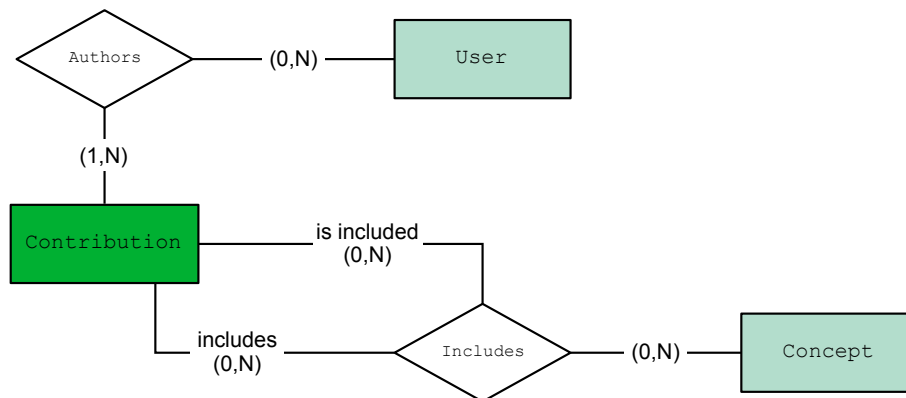 Authors
(0,N)
User
(1,N)
Contribution
is included
(0,N)
includes
(0,N)
Includes
(0,N)
Concept